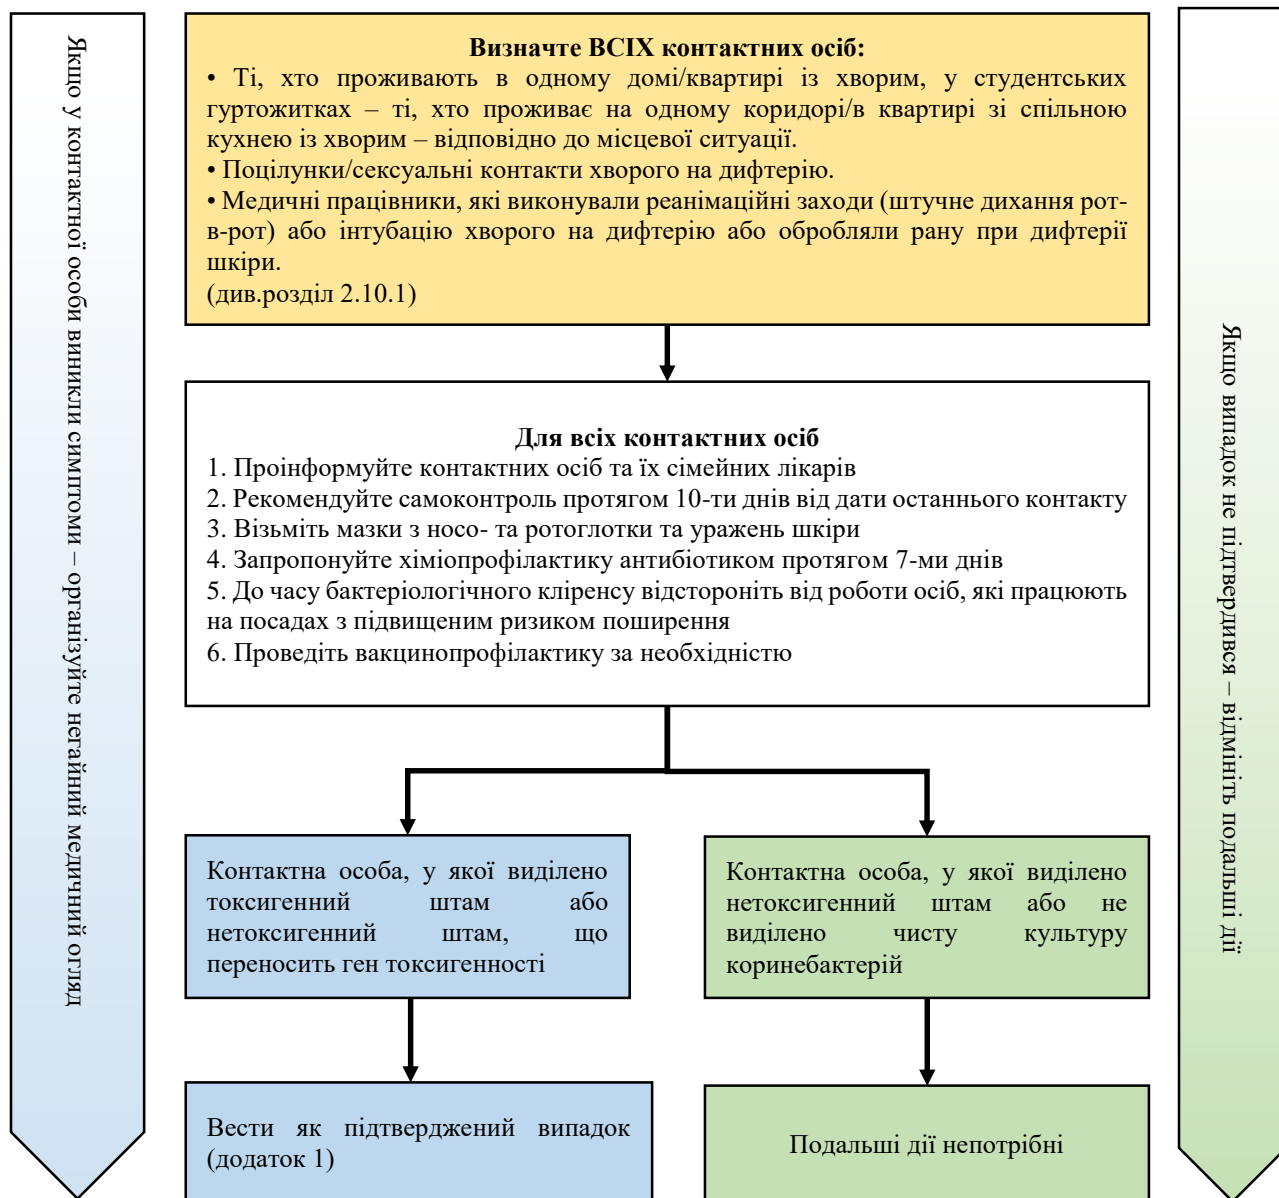 Якщо у контактної особи виникли симптоми – організуйте негайний медичний огляд
Визначте ВСІХ контактних осіб:
• Ті, хто проживають в одному домі/квартирі із хворим, у студентських
гуртожитках – ті, хто проживає на одному коридорі/в квартирі зі спільною
кухнею із хворим – відповідно до місцевої ситуації.
• Поцілунки/сексуальні контакти хворого на дифтерію.
• Медичні працівники, які виконували реанімаційні заходи (штучне дихання рот-
в-рот) або інтубацію хворого на дифтерію або обробляли рану при дифтерії
шкіри.
(див.розділ 2.10.1)
Для всіх контактних осіб
1. Проінформуйте контактних осіб та їх сімейних лікарів
2. Рекомендуйте самоконтроль протягом 10-ти днів від дати останнього контакту
3. Візьміть мазки з носо- та ротоглотки та уражень шкіри
4. Запропонуйте хіміопрофілактику антибіотиком протягом 7-ми днів
5. До часу бактеріологічного кліренсу відстороніть від роботи осіб, які працюють
на посадах з підвищеним ризиком поширення
6. Проведіть вакцинопрофілактику за необхідністю
Контактна особа, у якої виділено
токсигенний штам або
нетоксигенний штам, що
переносить ген токсигенності
Контактна особа, у якої виділено
нетоксигенний штам або не
виділено чисту культуру
коринебактерій
Вести як підтверджений випадок
(додаток 1)
Подальші дії непотрібні
Якщо випадок не підтвердився – відмініть подальші дії